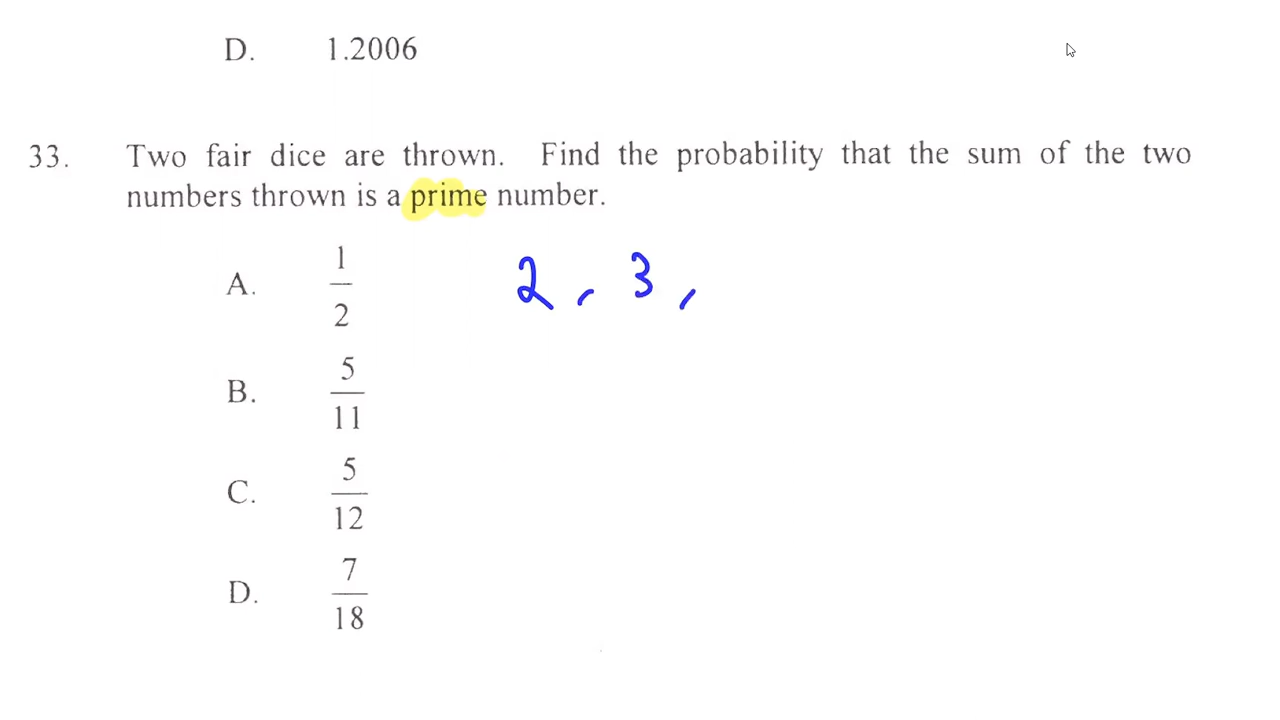 D. 1.2006
33. Two fair dice are thrown. Find the probability that the sum of the two
numbers thrown is a prime number.
A. 1/2
2, 3,
B. 5/11
C. 5/12
D. 7/18